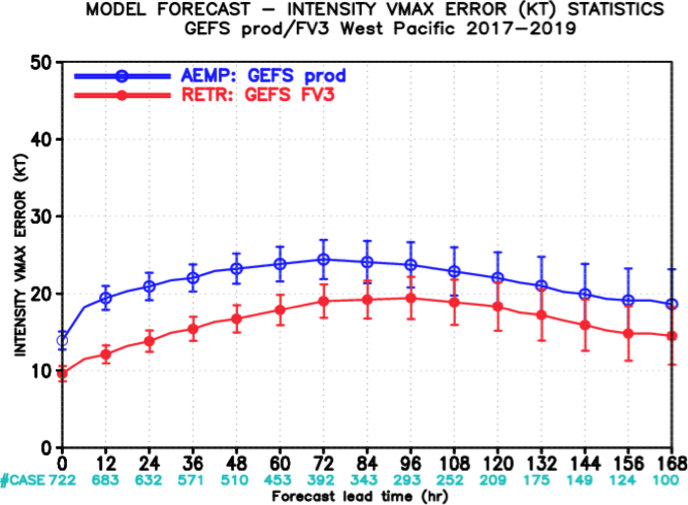 MODEL FORECAST - INTENSITY VMAX ERROR (KT) STATISTICS
GEFS prod/FV3 West Pacific 2017-2019
AEMP: GEFS prod
RETR: GEFS FV3
INTENSITY VMAX ERROR (KT)
50
40
30
20
10
0
0 12 24 36 48 60 72 84 96 108 120 132 144 156 168
#CASE 722 683 632 571 510 453 392 343 293 252 209 175 149 124 100
Forecast lead time (hr)